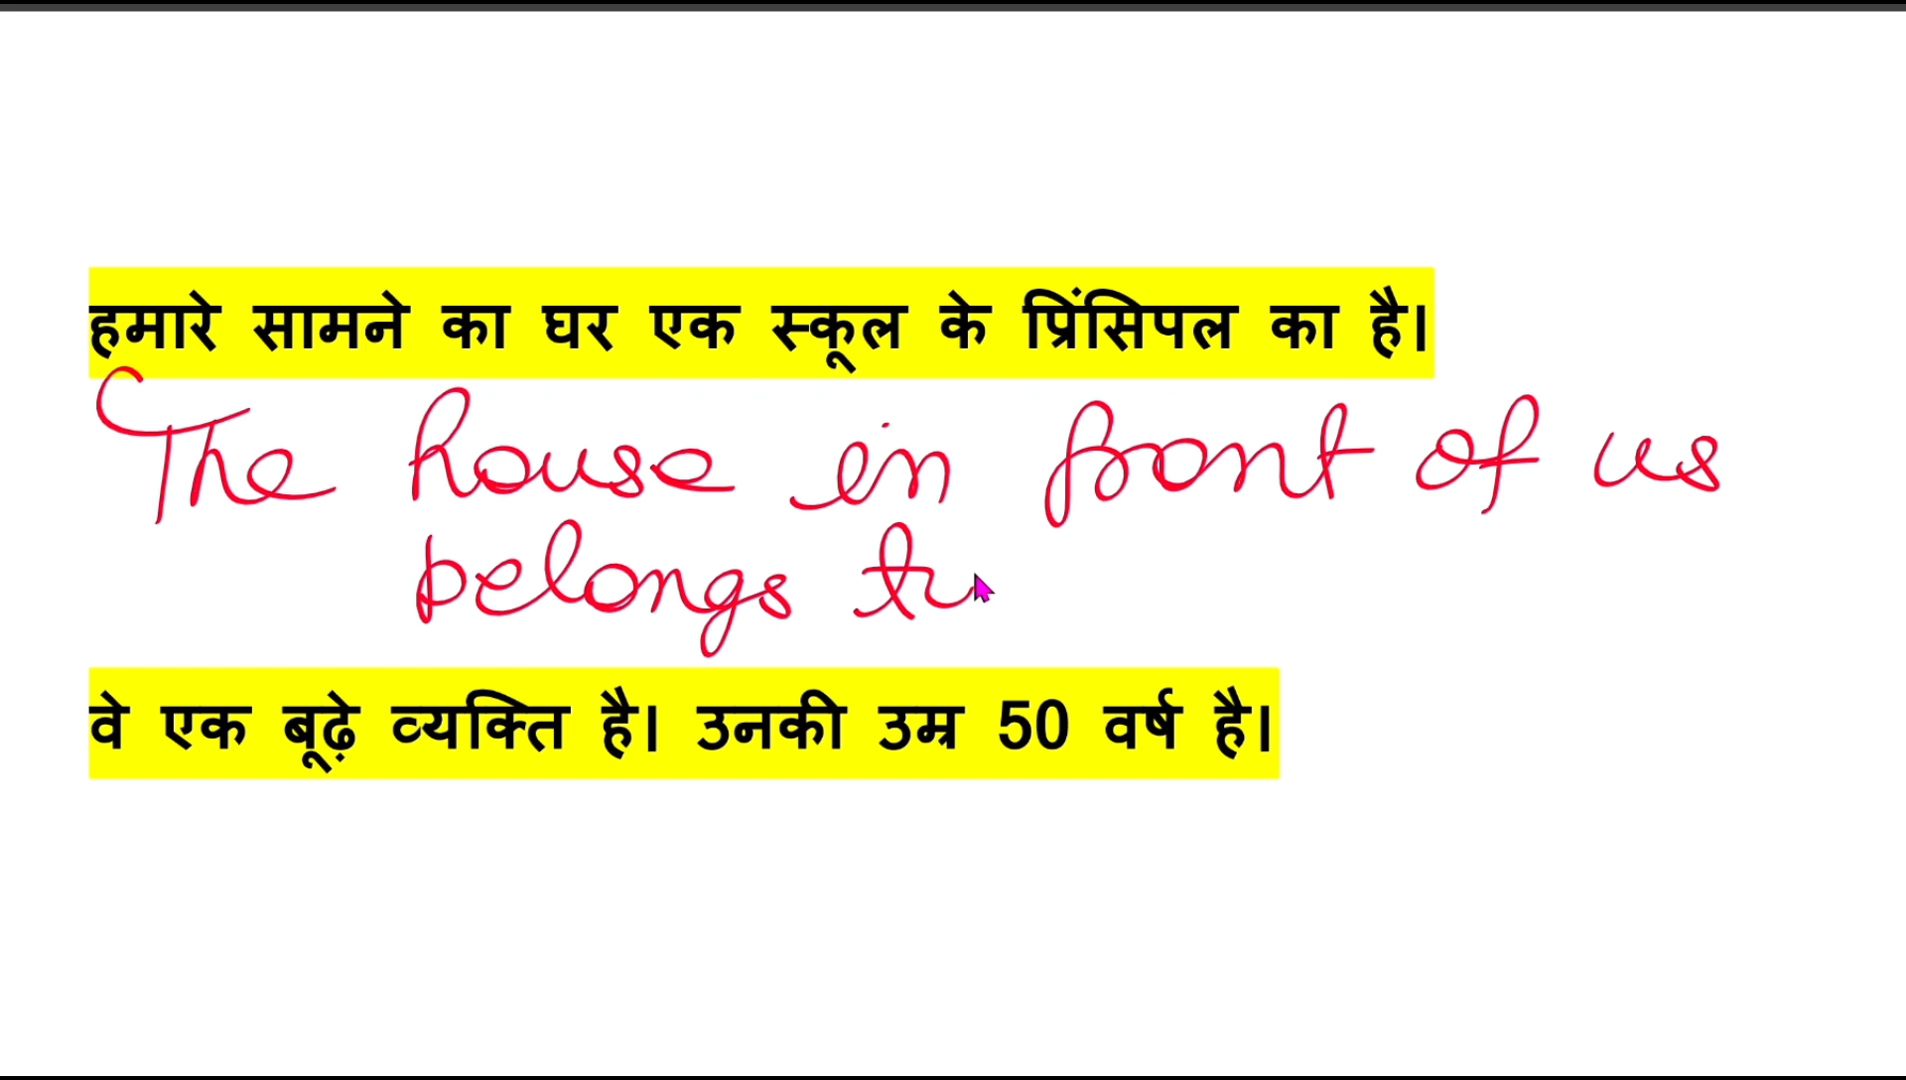 हमारे सामने का घर एक स्कूल के प्रिंसिपल का है।
The house in front of us
belongs
वे एक बूढ़े व्यक्ति है। उनकी उम्र 50 वर्ष है।